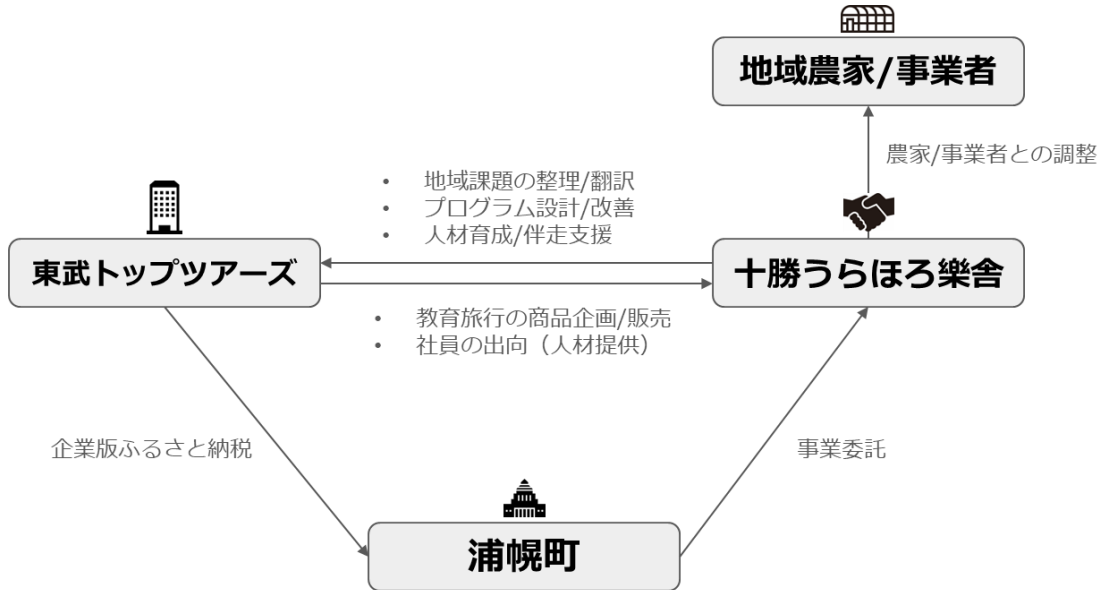 地域農家/事業者
農家/事業者との調整
• 地域課題の整理/翻訳
• プログラム設計/改善
• 人材育成/伴走支援
東武トップツアーズ
十勝うらほろ樂舎
• 教育旅行の商品企画/販売
• 社員の出向（人材提供）
企業版ふるさと納税
事業委託
浦幌町